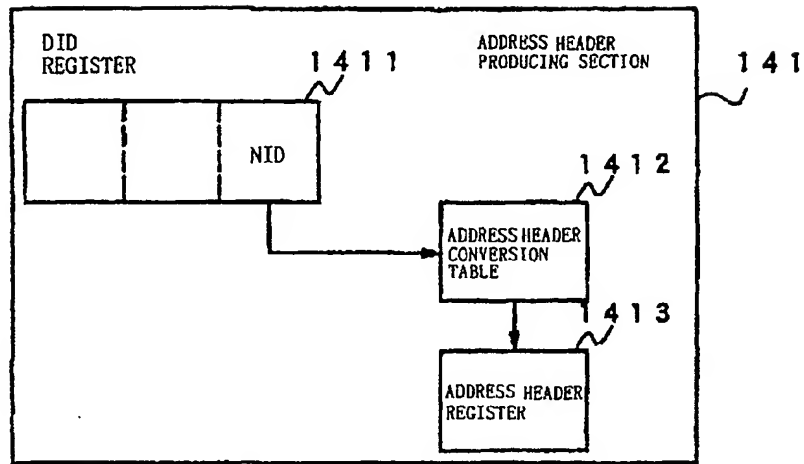 DID
REGISTER
1411
ADDRESS HEADER
PRODUCING SECTION
141
NID
1412
ADDRESS HEADER
CONVERSION
TABLE
1413
ADDRESS HEADER
REGISTER